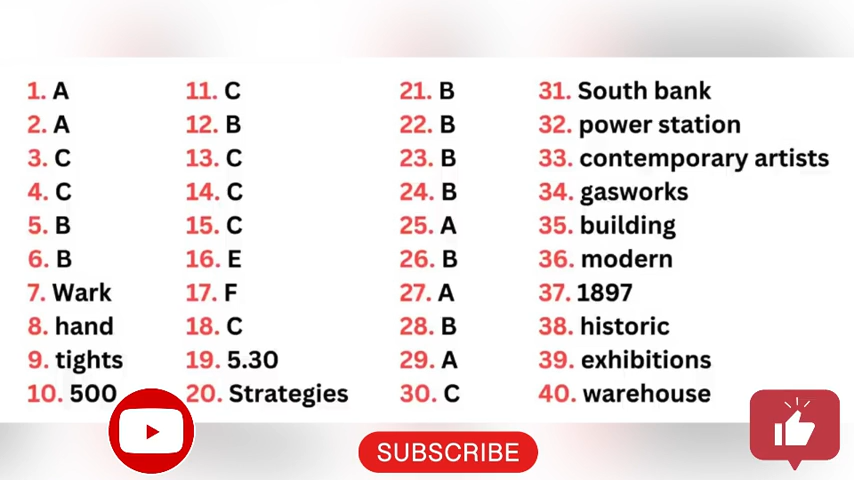 1. A
2. A
3. C
4. C
5. B
6. B
7. Wark
8. hand
9. tights
10. 500
11. C
12. B
13. C
14. C
15. C
16. E
17. F
18. C
19. 5.30
20. Strategies
21. B
22. B
23. B
24. B
25. A
26. B
27. A
28. B
29. A
30. C
31. South bank
32. power station
33. contemporary artists
34. gasworks
35. building
36. modern
37. 1897
38. historic
39. exhibitions
40. warehouse
SUBSCRIBE